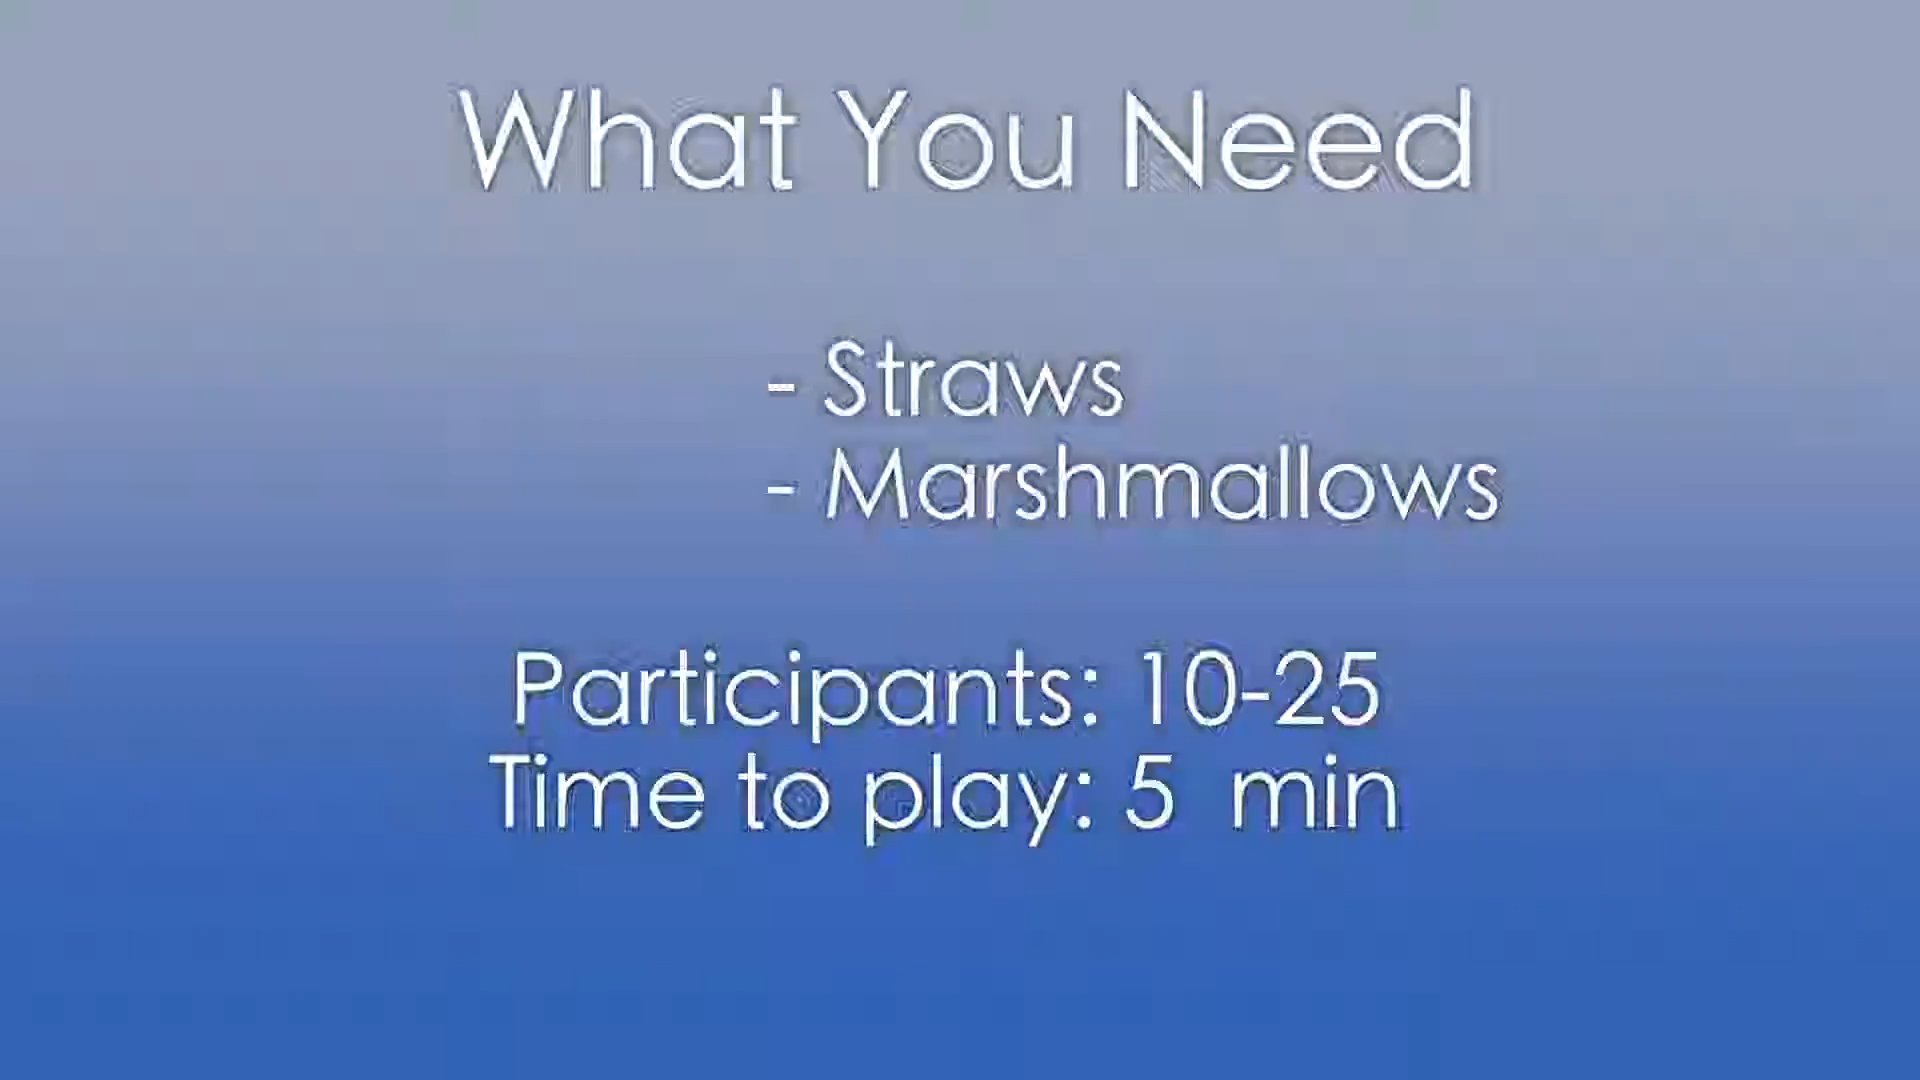 What You Need
- Straws
- Marshmallows
Participants: 10-25
Time to play: 5 min